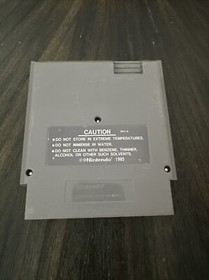 CAUTION
●DO NOT STORE IN EXTREME TEMPERATURES.
●DO NOT IMMERSE IN WATER.
●DO NOT CLEAN WITH BENZENE, THINNER,
ALCOHOL OR OTHER SUCH SOLVENTS.
©Nintendo® 1985